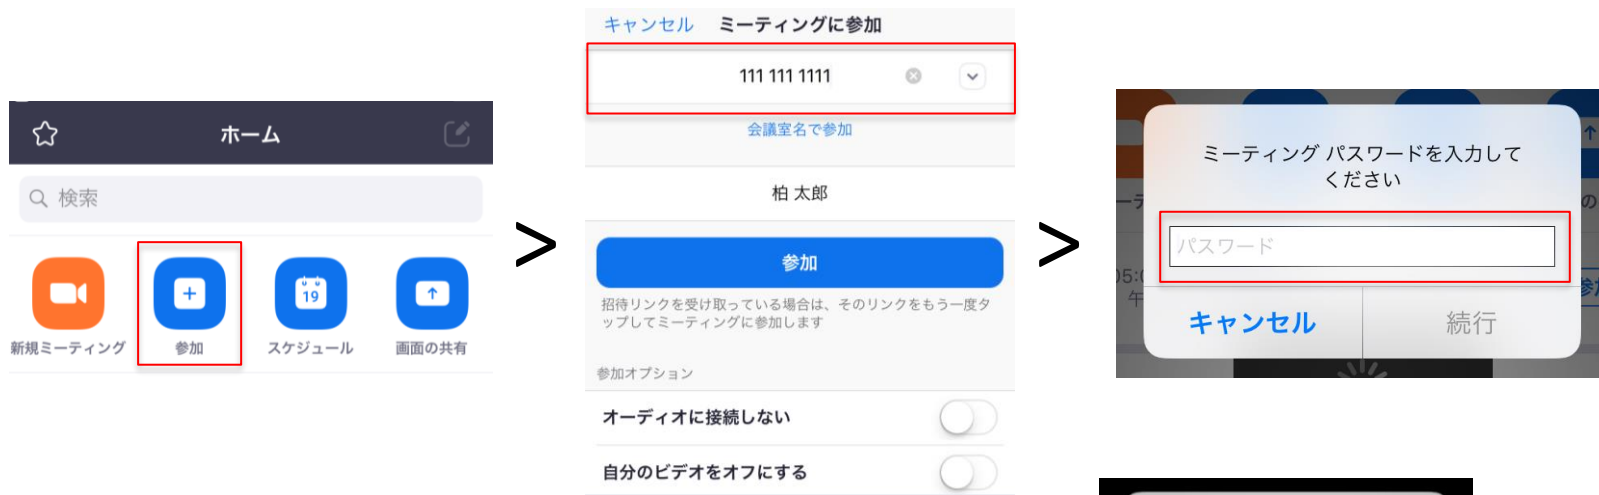 ホーム
検索
19
新規ミーティング
参加
スケジュール
画面の共有
>
キャンセル ミーティングに参加
111 111 1111
会議室名で参加
柏 太郎
参加
招待リンクを受け取っている場合は、そのリンクをもう一度タ
ップしてミーティングに参加します
参加オプション
オーディオに接続しない
自分のビデオをオフにする
>
ミーティング パスワードを入力して
ください
パスワード
キャンセル 続行